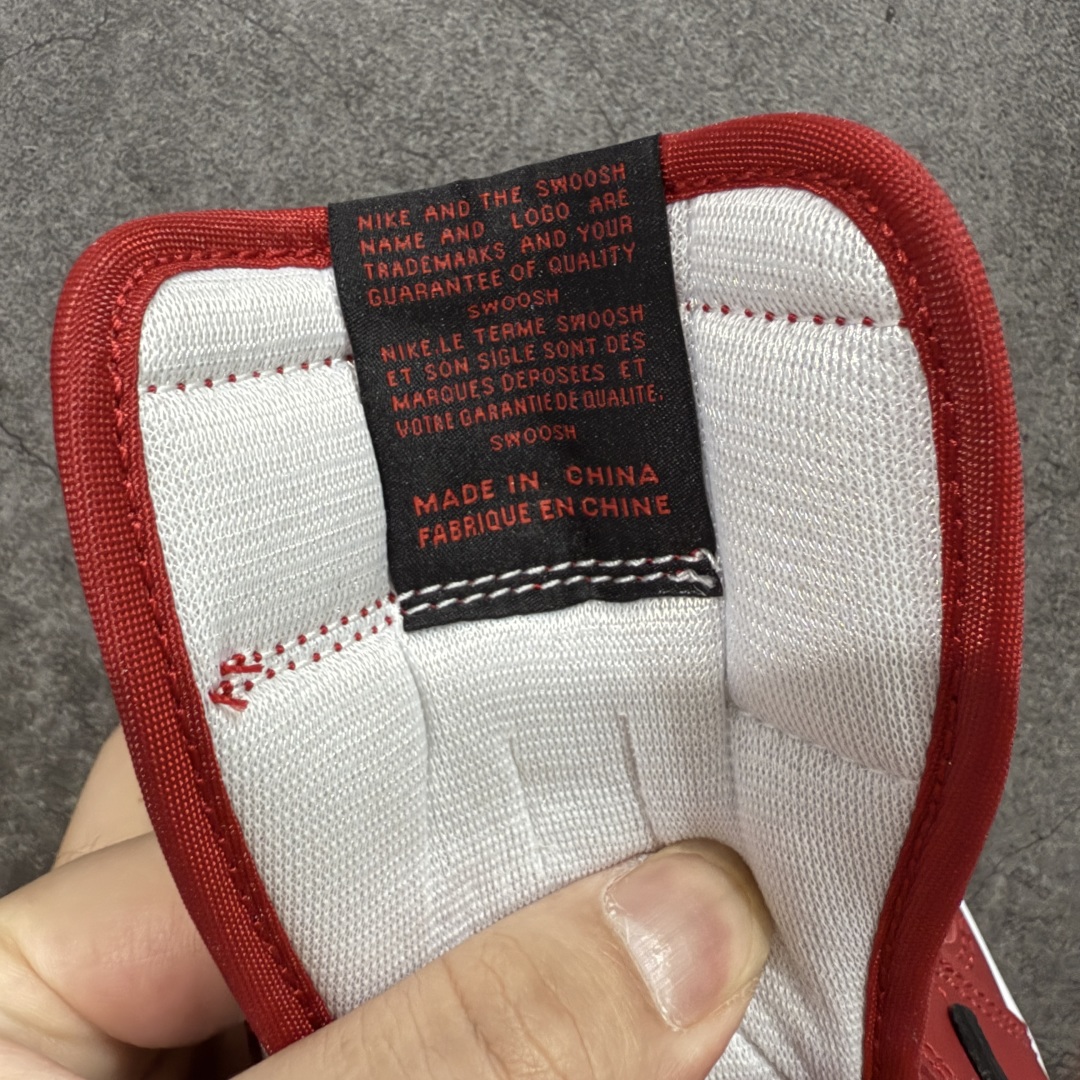 NIKE AND THE SWOOSH
NAME AND LOGO ARE
TRADEMARKS AND YOUR
GUARANTEE OF QUALITY
SWOOSH
NIKE.LE TERME SWOOSH
ET SON SIGLE SONT DES
MARQUES DEPOSEES ET
VOTRE GARANTIE DE QUALITE.
SWOOSH
MADE IN CHINA
FABRIQUE EN CHINE